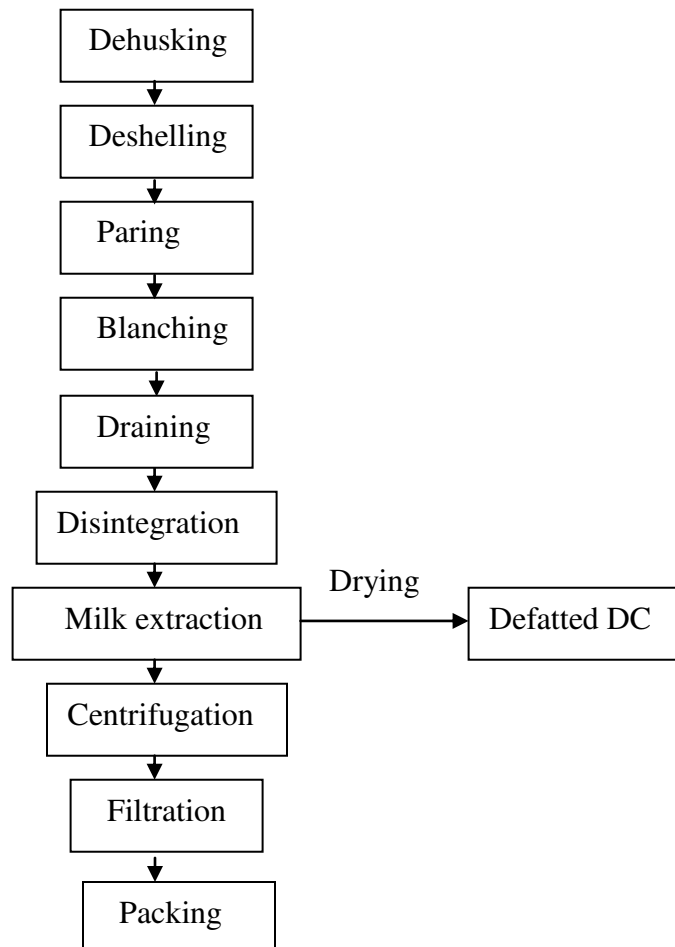 Dehusking
Deshelling
Paring
Blanching
Draining
Disintegration
Milk extraction
Drying
Defatted DC
Centrifugation
Filtration
Packing